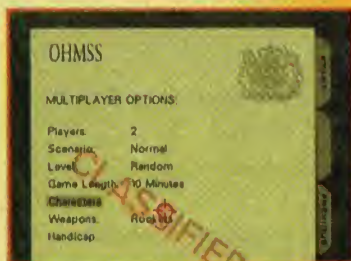 OHMSS
MULTIPLAYER OPTIONS:
Players: 2
Scenario: Normal
Level: Random
Game Length: 10 Minutes
Characters
Weapons: Rockets
Handicap:
CLASSIFIED